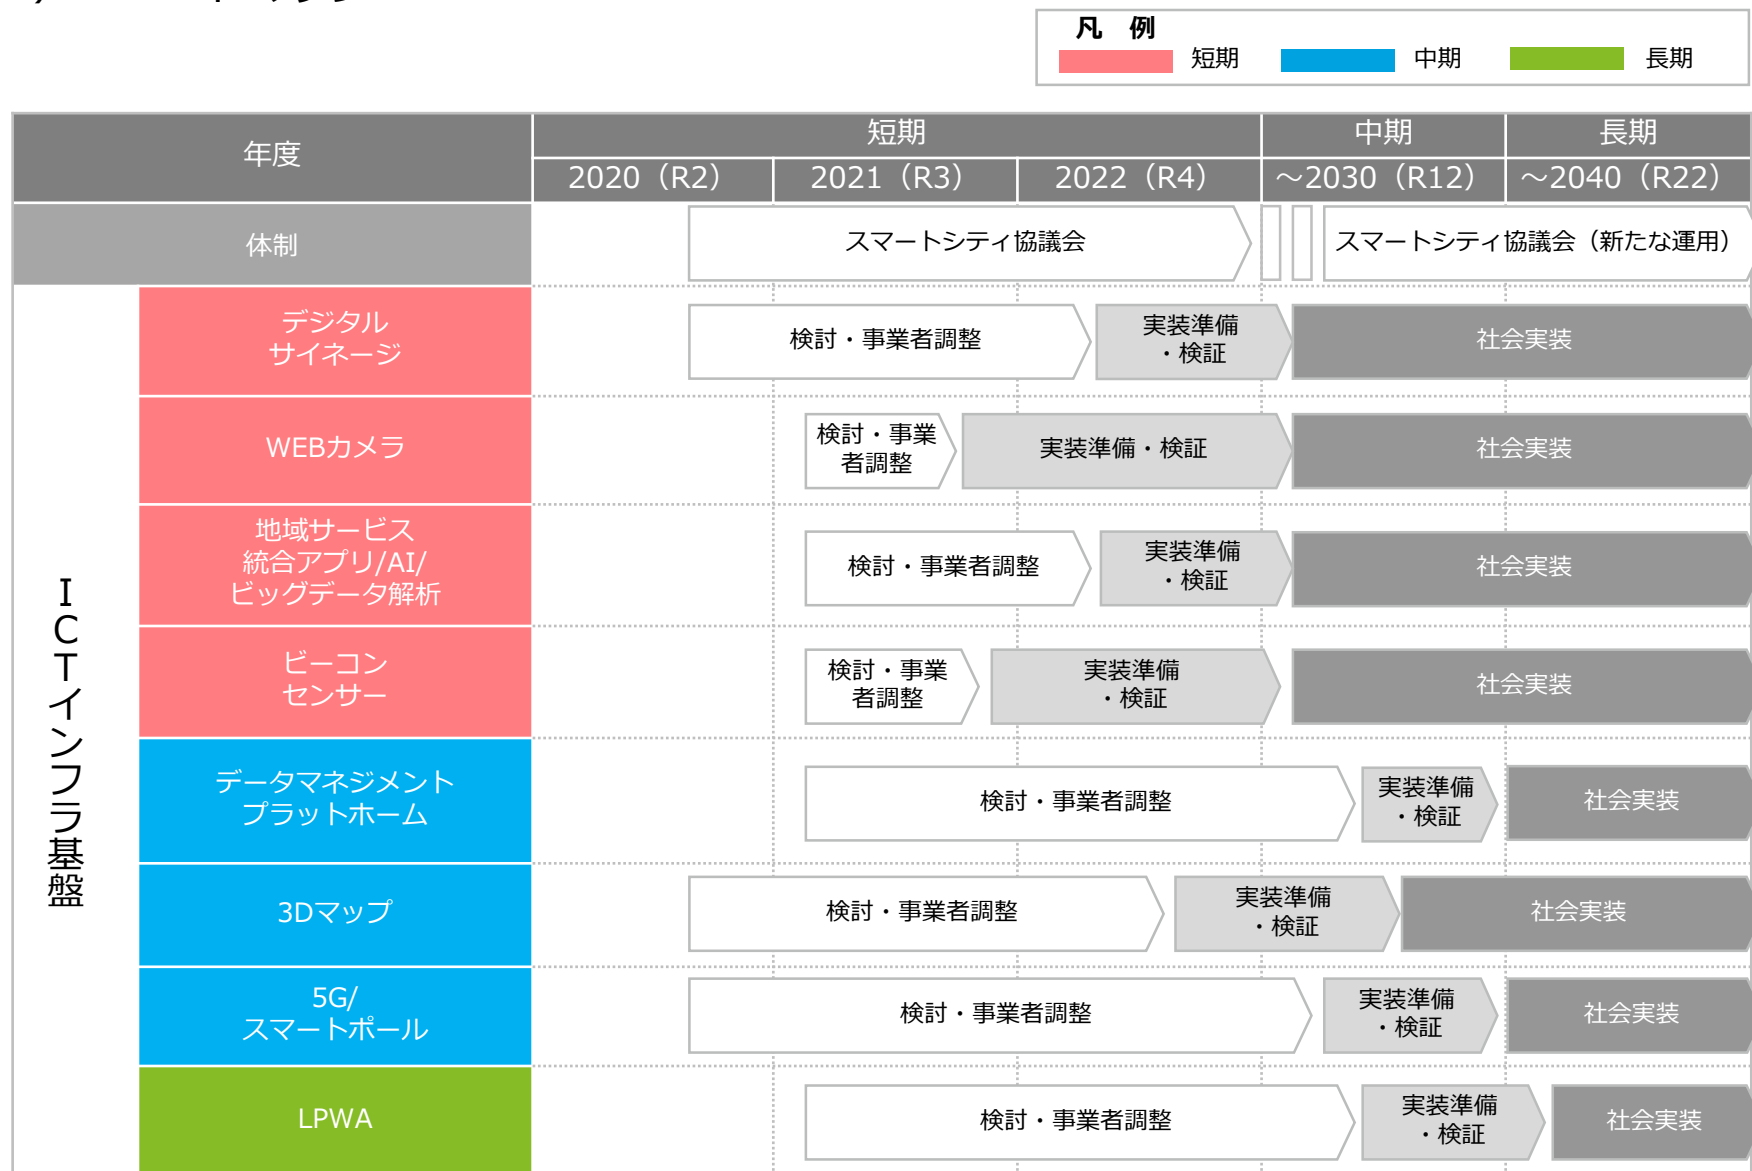 凡 例
短期
中期
長期
年度
短期
中期
長期
2020（R2）
2021（R3）
2022（R4）
～2030（R12）
～2040（R22）
体制
スマートシティ協議会
スマートシティ協議会（新たな運用）
ICTインフラ基盤
デジタル
サイネージ
検討・事業者調整
実装準備
・検証
社会実装
WEBカメラ
検討・事業
者調整
実装準備・検証
社会実装
地域サービス
統合アプリ/AI/
ビッグデータ解析
検討・事業者調整
実装準備
・検証
社会実装
ビーコン
センサー
検討・事業
者調整
実装準備
・検証
社会実装
データマネジメント
プラットホーム
検討・事業者調整
実装準備
・検証
社会実装
3Dマップ
検討・事業者調整
実装準備
・検証
社会実装
5G/
スマートポール
検討・事業者調整
実装準備
・検証
社会実装
LPWA
検討・事業者調整
実装準備
・検証
社会実装